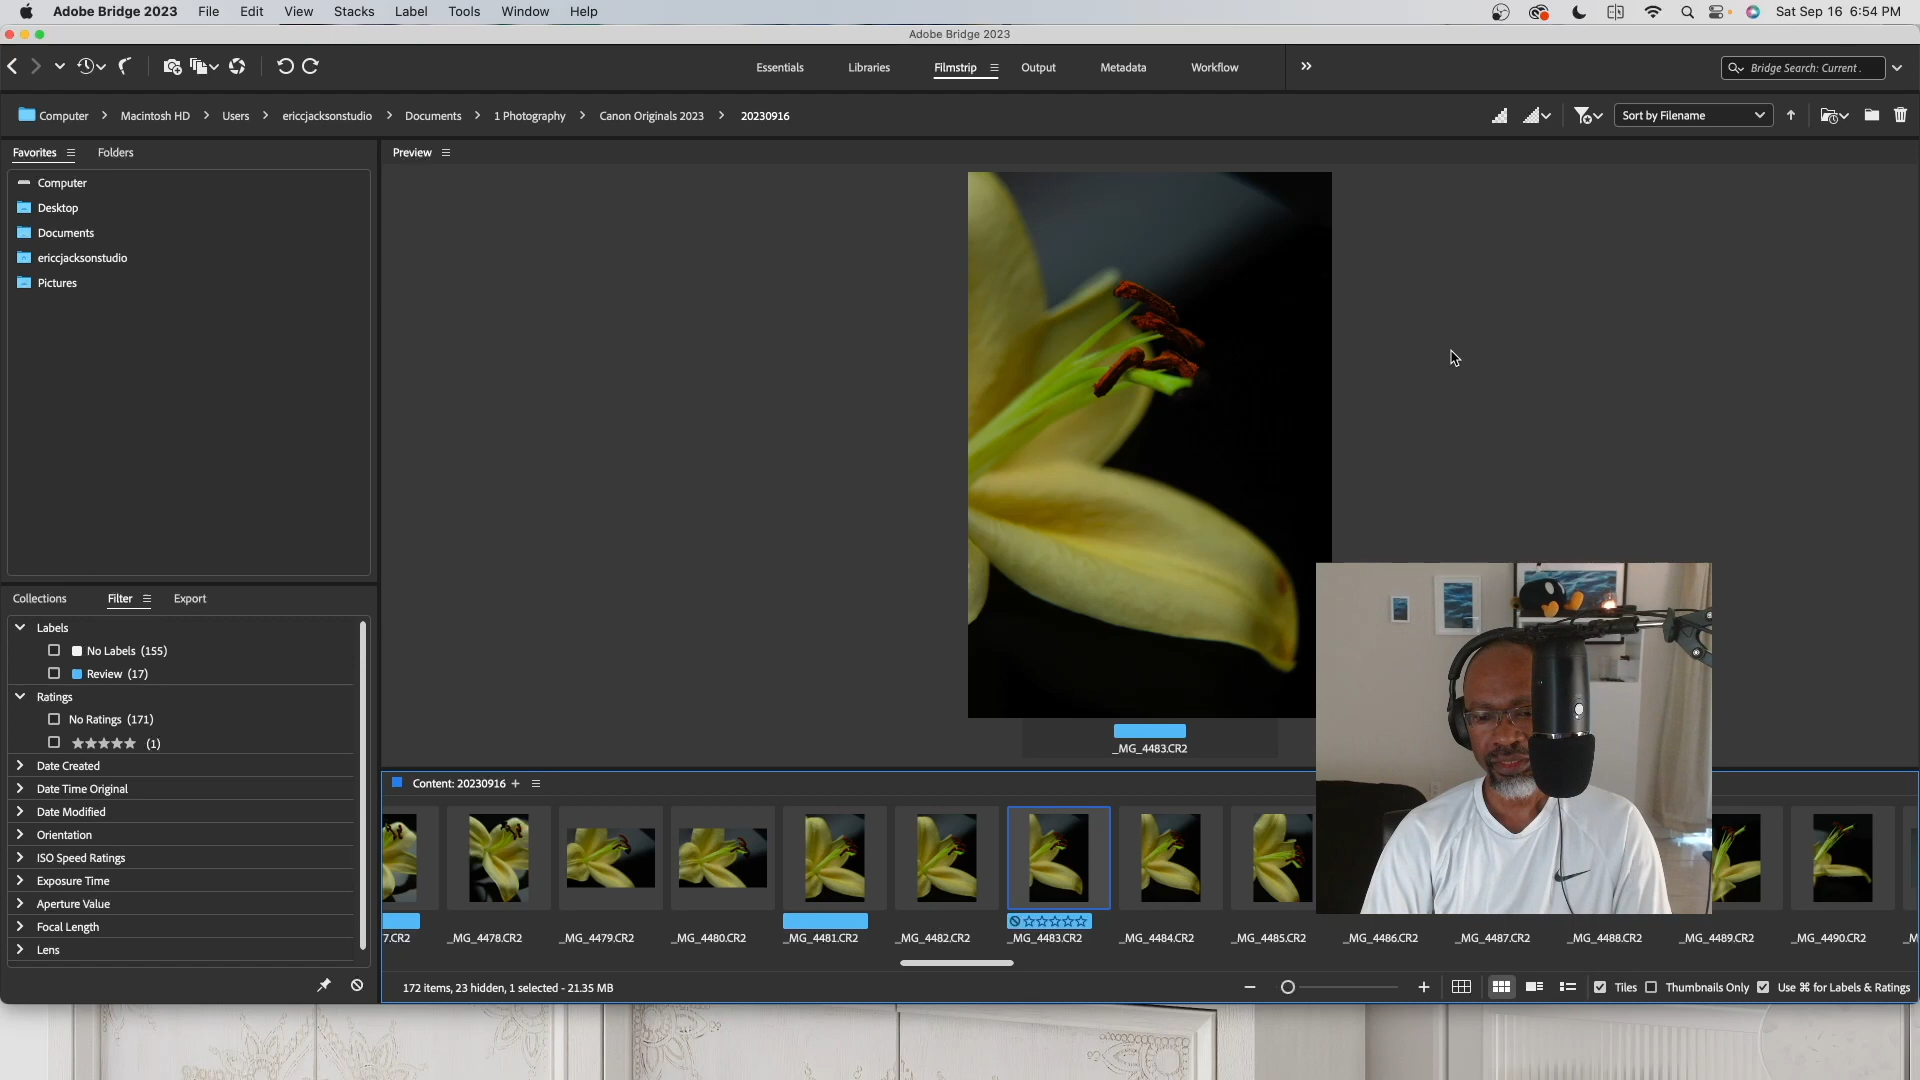 Adobe Bridge 2023 File Edit View Stacks Label Tools Window Help Sat Sep 16 6:54 PM
Adobe Bridge 2023
Essentials Libraries Filmstrip Output Metadata Workflow Bridge Search: Current .
Computer Macintosh HD Users ericcjacksonstudio Documents 1 Photography Canon Originals 2023 20230916 Sort by Filename
Favorites Folders
Preview
Computer
Desktop
Documents
ericcjacksonstudio
Pictures
Collections Filter Export
Labels
No Labels (155)
Review (17)
Ratings
No Ratings (171)
★★★★★ (1)
Date Created
Date Time Original
Date Modified
Orientation
ISO Speed Ratings
Exposure Time
Aperture Value
Focal Length
Lens
_MG_4483.CR2
Content: 20230916
7.CR2 _MG_4478.CR2 _MG_4479.CR2 _MG_4480.CR2 _MG_4481.CR2 _MG_4482.CR2 _MG_4483.CR2 _MG_4484.CR2 _MG_4485.CR2 _MG_4486.CR2 _MG_4487.CR2 _MG_4488.CR2 _MG_4489.CR2 _MG_4490.CR2 _M
172 items, 23 hidden, 1 selected - 21.35 MB
Tiles Thumbnails Only Use ⌘ for Labels & Ratings